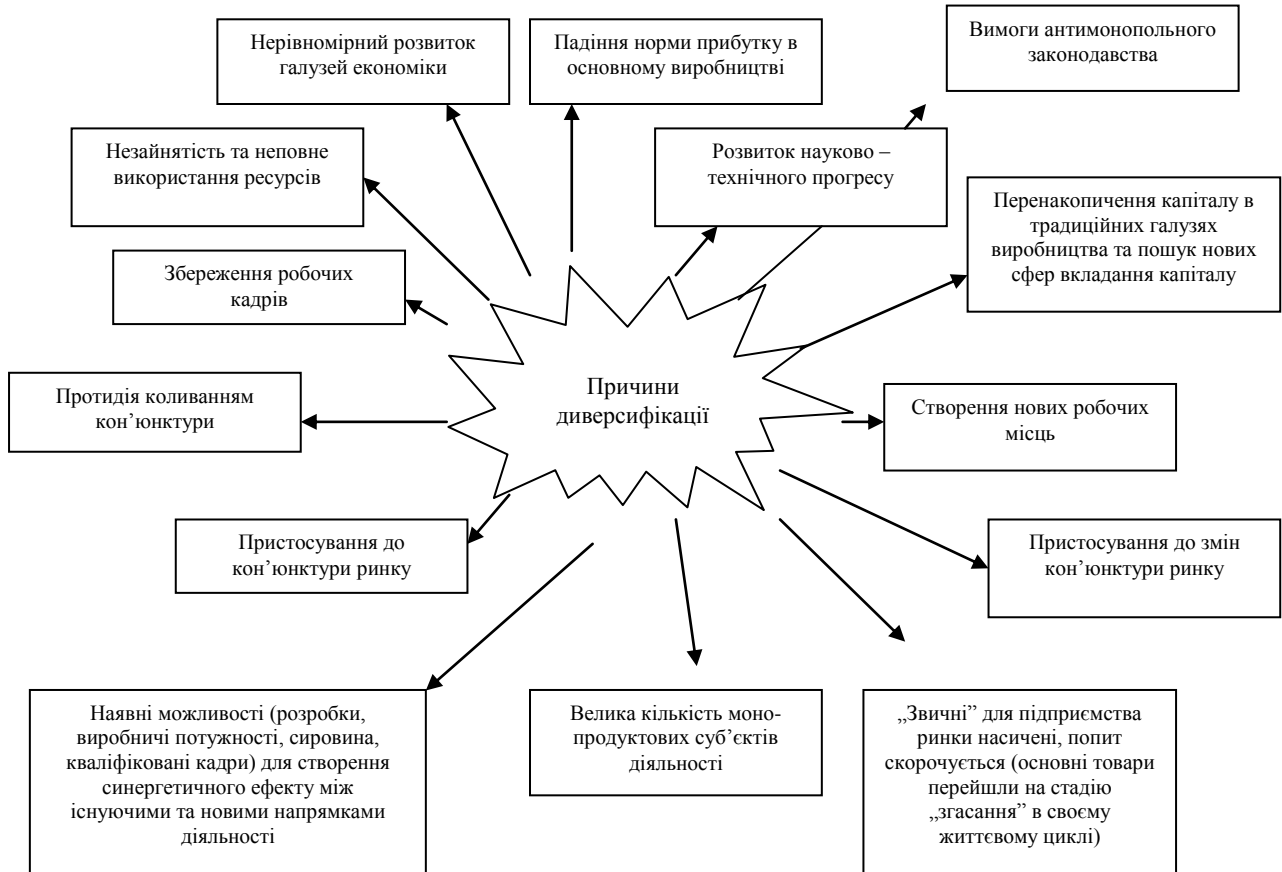 Нерівномірний розвиток
галузей економіки
Падіння норми прибутку в
основному виробництві
Вимоги антимонопольного
законодавства
Незайнятість та неповне
використання ресурсів
Розвиток науково –
технічного прогресу
Перенакопичення капіталу в
традиційних галузях
виробництва та пошук нових
сфер вкладання капіталу
Збереження робочих
кадрів
Причини
диверсифікації
Протидія коливанням
кон’юнктури
Створення нових робочих
місць
Пристосування до
кон’юнктури ринку
Пристосування до змін
кон’юнктури ринку
Наявні можливості (розробки,
виробничі потужності, сировина,
кваліфіковані кадри) для створення
синергетичного ефекту між
існуючими та новими напрямками
діяльності
Велика кількість моно-
продуктових суб’єктів
діяльності
„Звичні” для підприємства
ринки насичені, попит
скорочується (основні товари
перейшли на стадію
„згасання” в своєму
життєвому циклі)